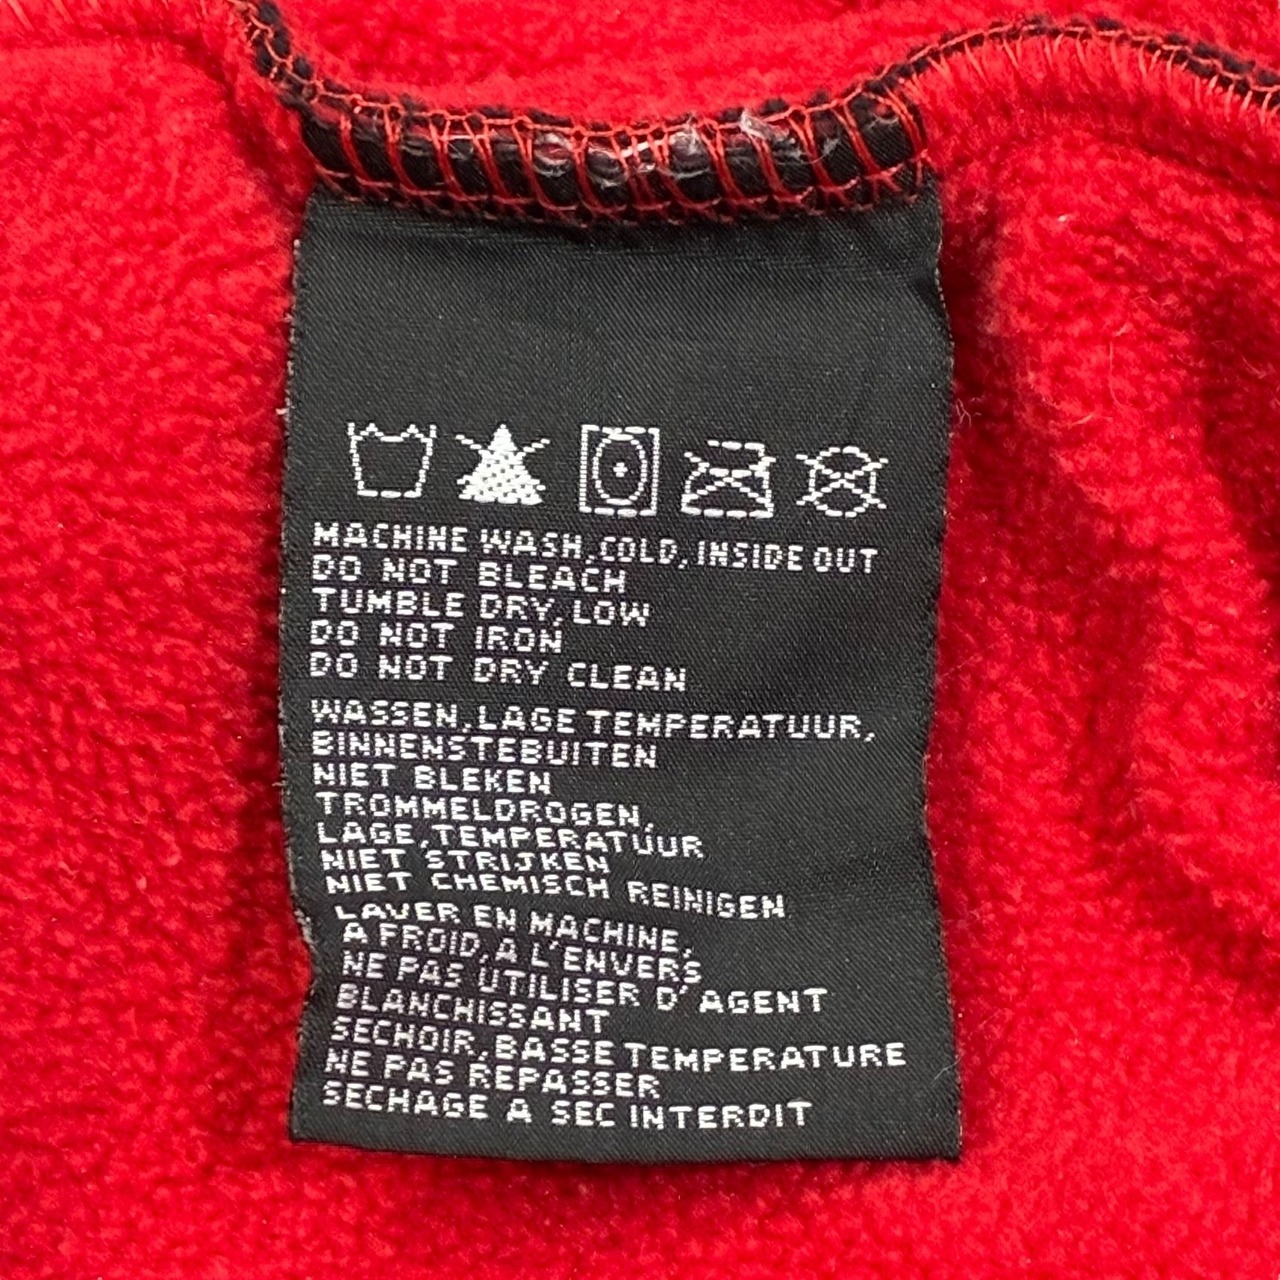 MACHINE WASH, COLD, INSIDE OUT
DO NOT BLEACH
TUMBLE DRY, LOW
DO NOT IRON
DO NOT DRY CLEAN
WASSEN, LAGE TEMPERATUUR,
BINNENSTEBUITEN
NIET BLEKEN
TROMMELDROGEN,
LAGE, TEMPERATUUR
NIET STRIJKEN
NIET CHEMISCH REINIGEN
LAVER EN MACHINE,
A FROID, A L'ENVERS
NE PAS UTILISER D'AGENT
BLANCHISSANT
SECHOIR, BASSE TEMPERATURE
NE PAS REPASSER
SECHAGE A SEC INTERDIT